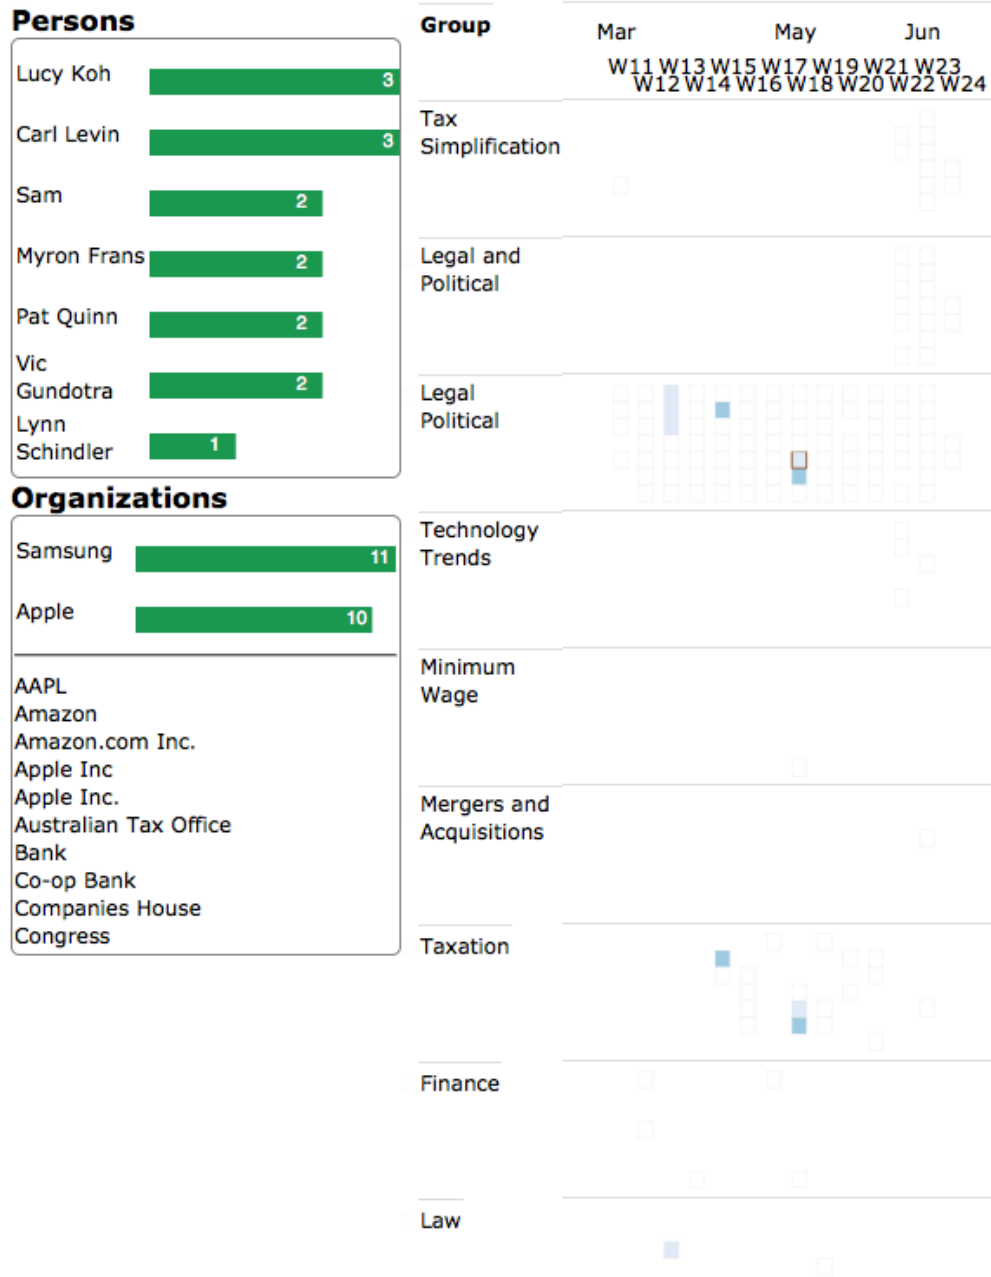 Persons
Lucy Koh
3
Carl Levin
3
Sam
2
Myron Frans
2
Pat Quinn
2
Vic
Gundotra
2
Lynn
Schindler
1
Organizations
Samsung
11
Apple
10
AAPL
Amazon
Amazon.com Inc.
Apple Inc
Apple Inc.
Australian Tax Office
Bank
Co-op Bank
Companies House
Congress
Group
Mar May Jun
W11 W13 W15 W17 W19 W21 W23
W12 W14 W16 W18 W20 W22 W24
Tax
Simplification
Legal and
Political
Legal
Political
Technology
Trends
Minimum
Wage
Mergers and
Acquisitions
Taxation
Finance
Law